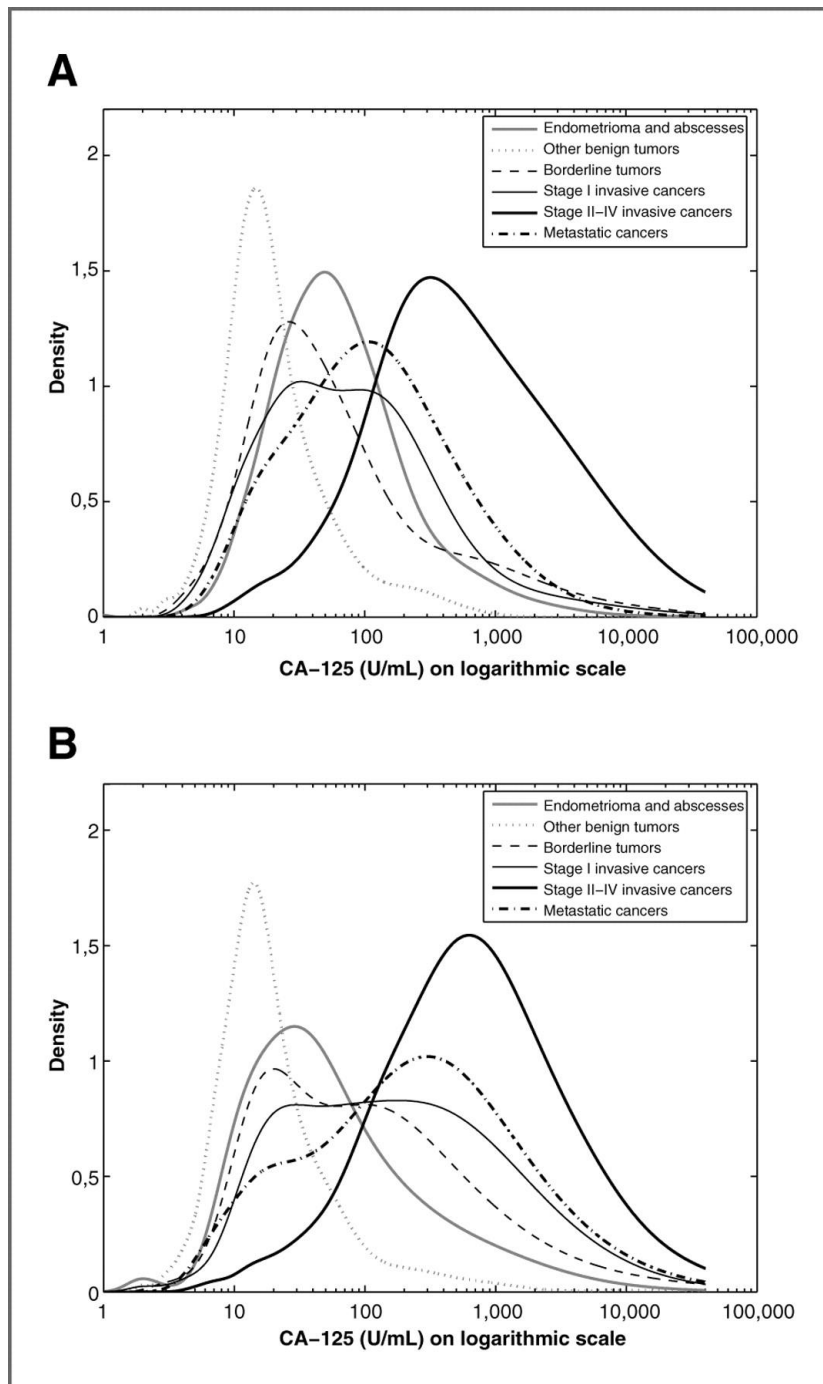 A
2
1,5
1
0,5
0
Density
Endometrioma and abscesses
Other benign tumors
Borderline tumors
Stage I invasive cancers
Stage II–IV invasive cancers
Metastatic cancers
1 10 100 1,000 10,000 100,000
CA–125 (U/mL) on logarithmic scale
B
2
1,5
1
0,5
0
Density
Endometrioma and abscesses
Other benign tumors
Borderline tumors
Stage I invasive cancers
Stage II–IV invasive cancers
Metastatic cancers
1 10 100 1,000 10,000 100,000
CA–125 (U/mL) on logarithmic scale